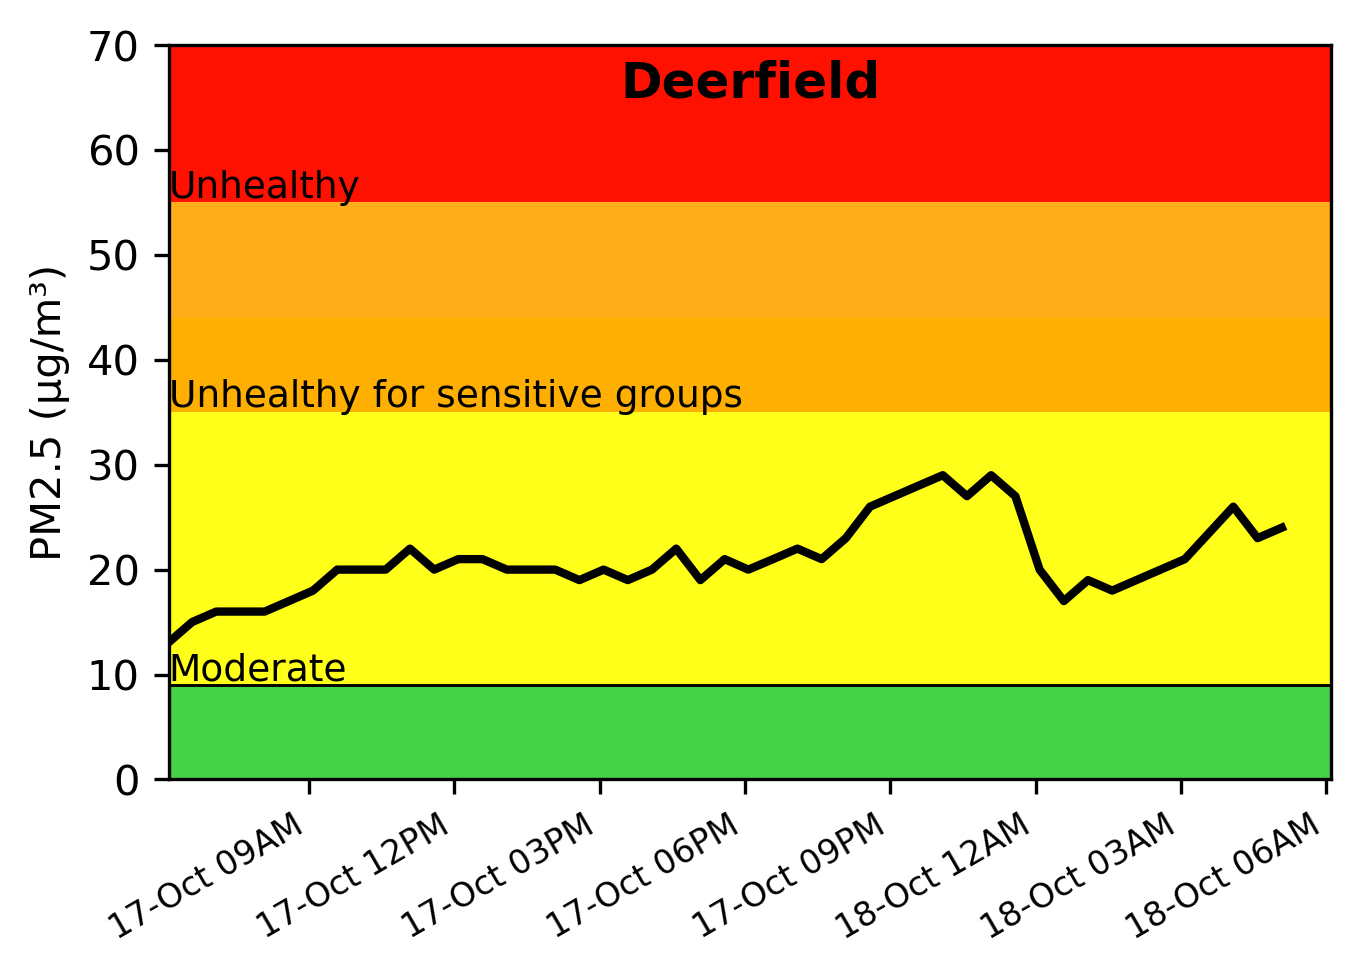 Deerfield
70
60
50
40
30
20
10
0
PM2.5 (µg/m³)
Unhealthy
Unhealthy for sensitive groups
Moderate
17-Oct 09AM
17-Oct 12PM
17-Oct 03PM
17-Oct 06PM
17-Oct 09PM
18-Oct 12AM
18-Oct 03AM
18-Oct 06AM